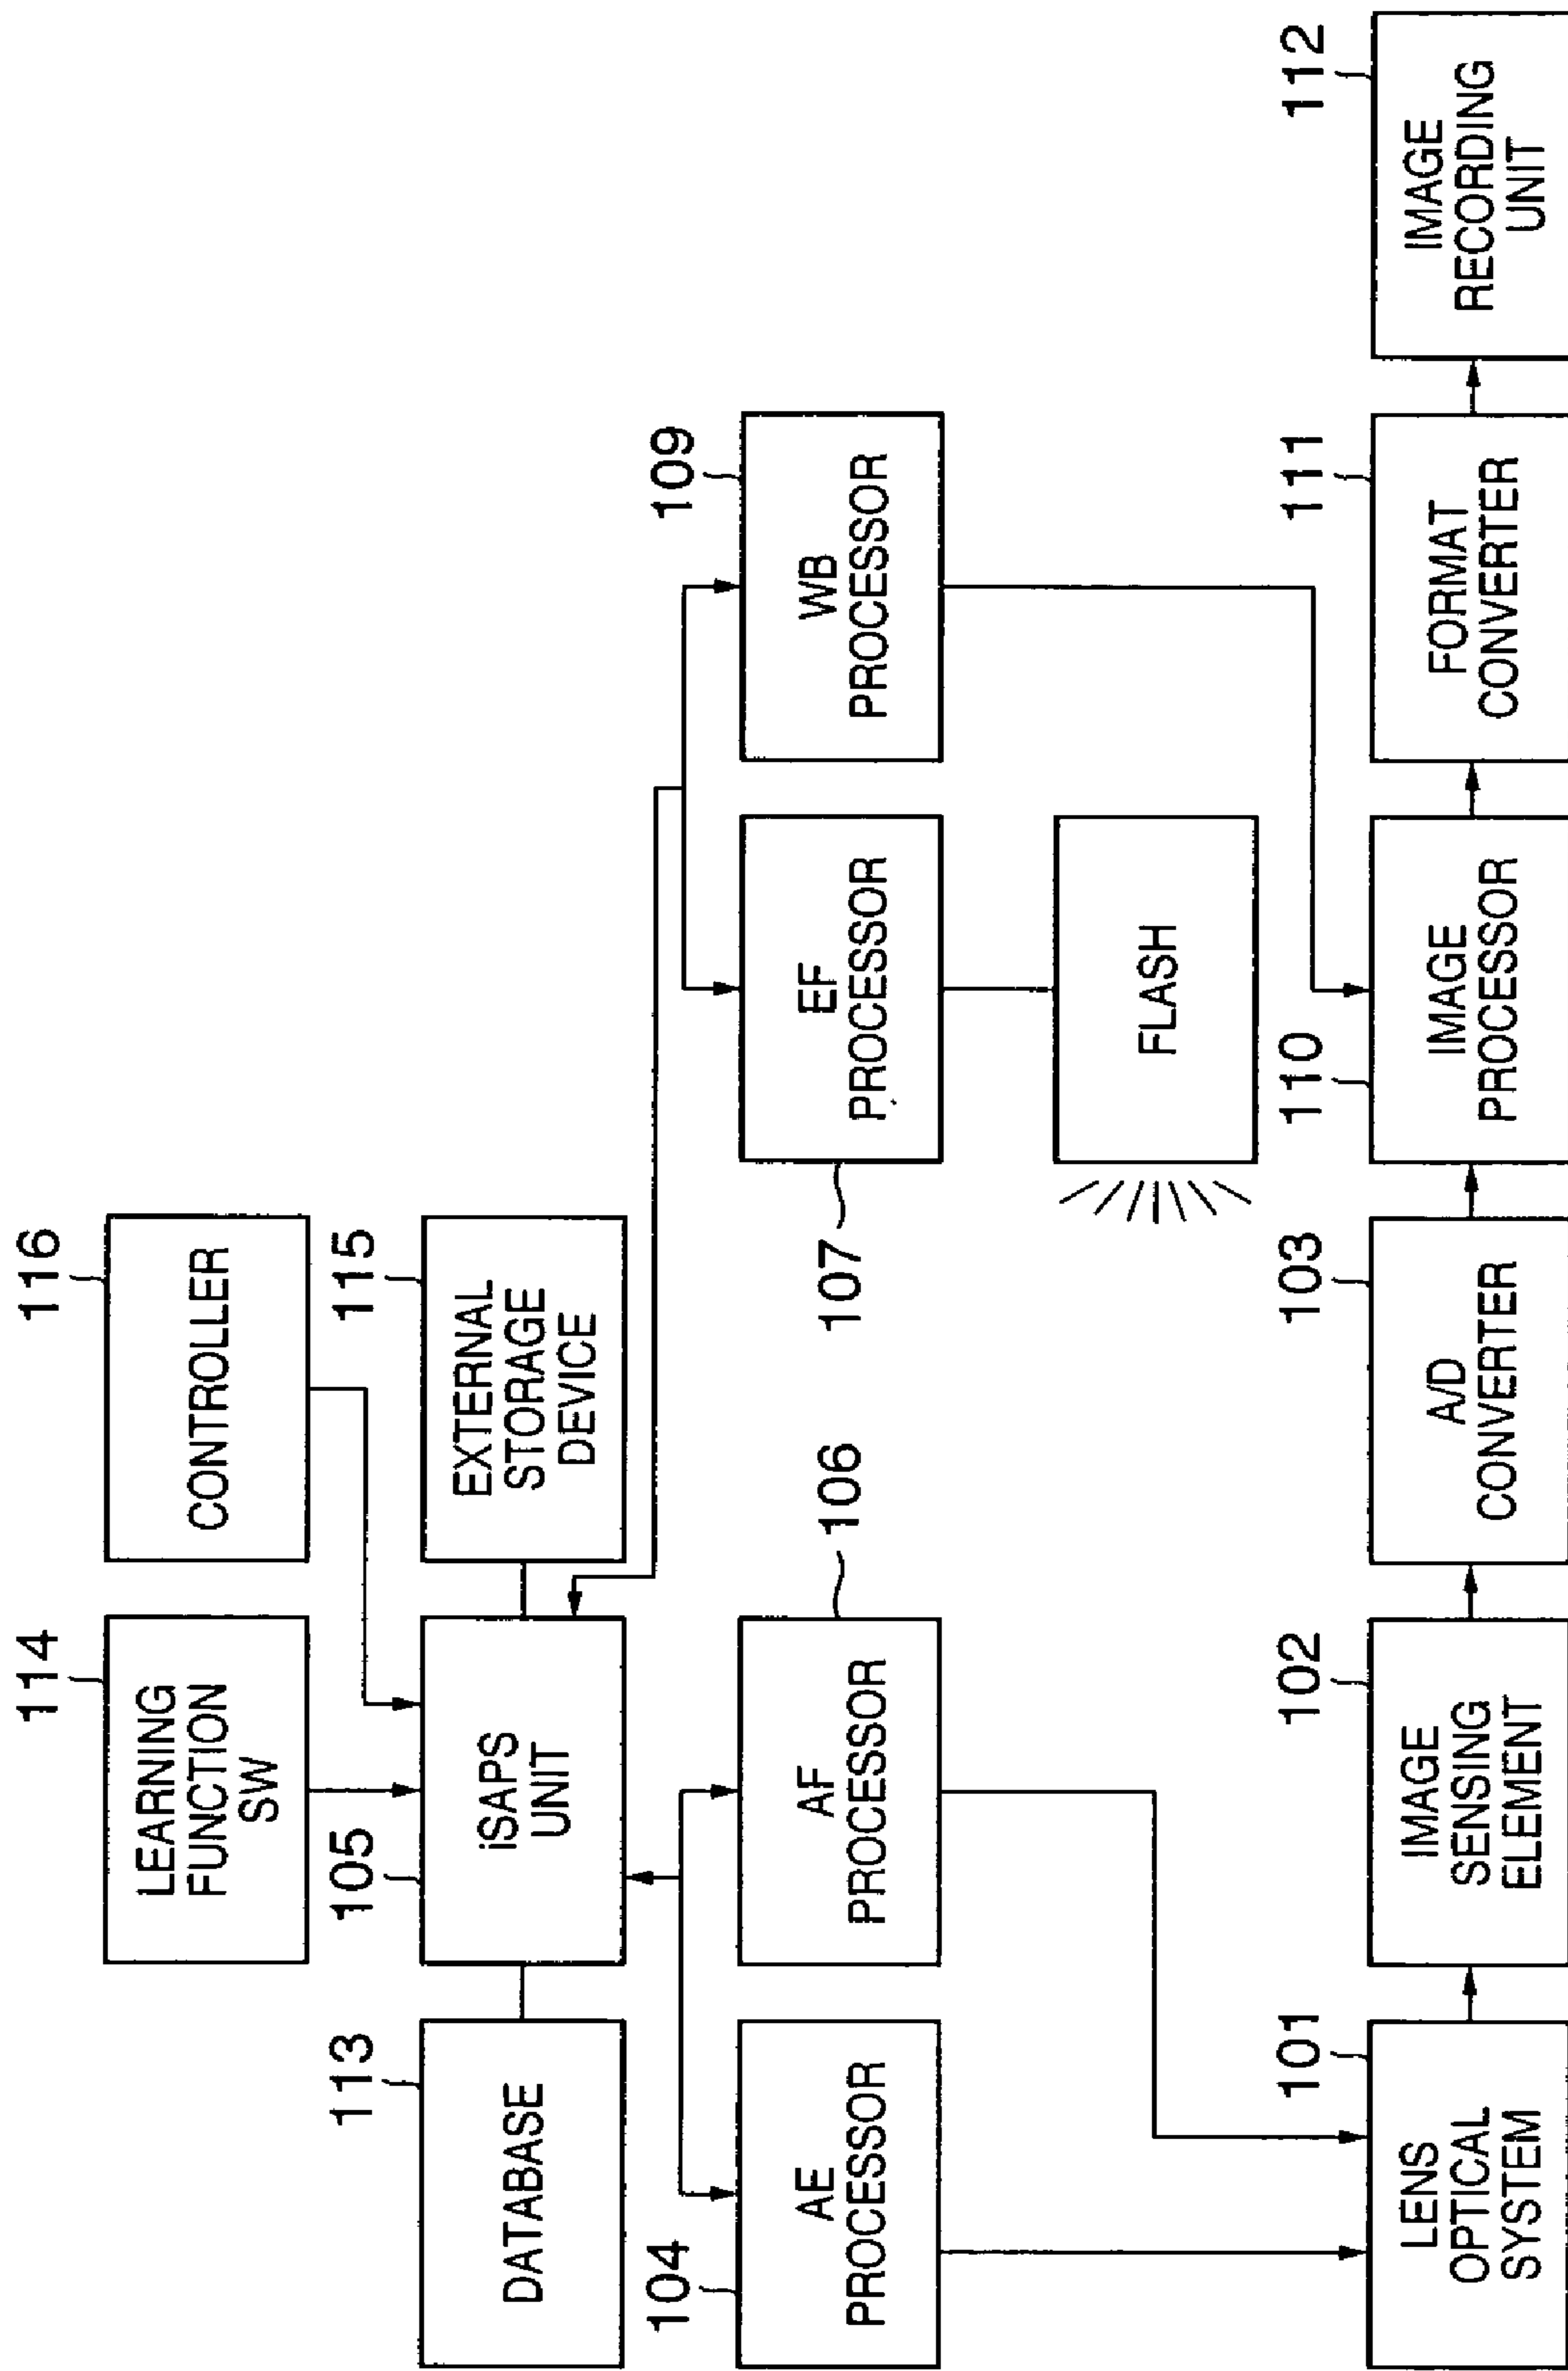 114
LEARNING
FUNCTION
SW
116
CONTROLLER
113
DATABASE
105
iSAPS
UNIT
115
EXTERNAL
STORAGE
DEVICE
104
AE
PROCESSOR
106
AF
PROCESSOR
107
EF
PROCESSOR
109
WB
PROCESSOR
FLASH
101
LENS
OPTICAL
SYSTEM
102
IMAGE
SENSING
ELEMENT
103
A/D
CONVERTER
110
IMAGE
PROCESSOR
111
FORMAT
CONVERTER
112
IMAGE
RECORDING
UNIT